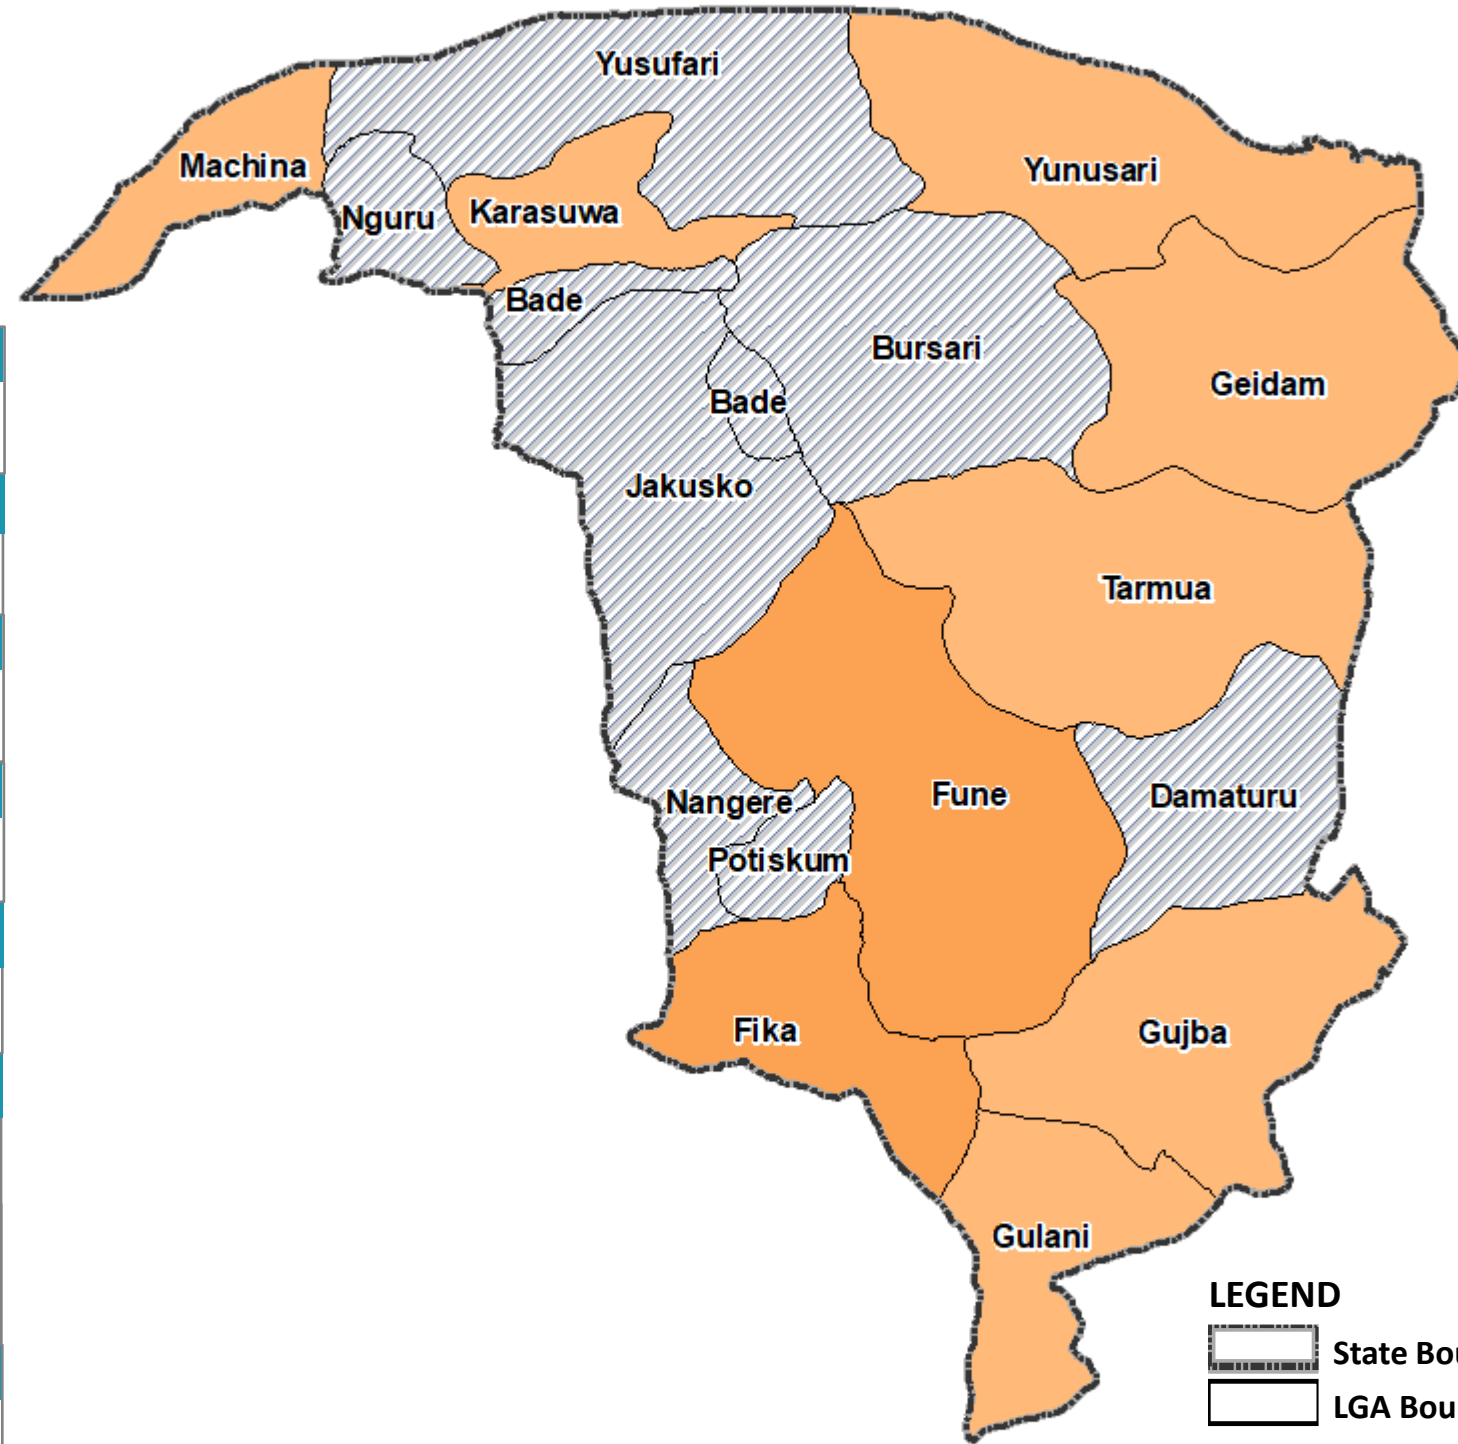 Yusufari
Machina
Yunusari
Nguru
Karasuwa
Bade
Bursari
Geidam
Bade
Jakusko
Tarmua
Nangere
Fune
Damaturu
Potiskum
Fika
Gujba
Gulani
LEGEND
State Bou
LGA Bou